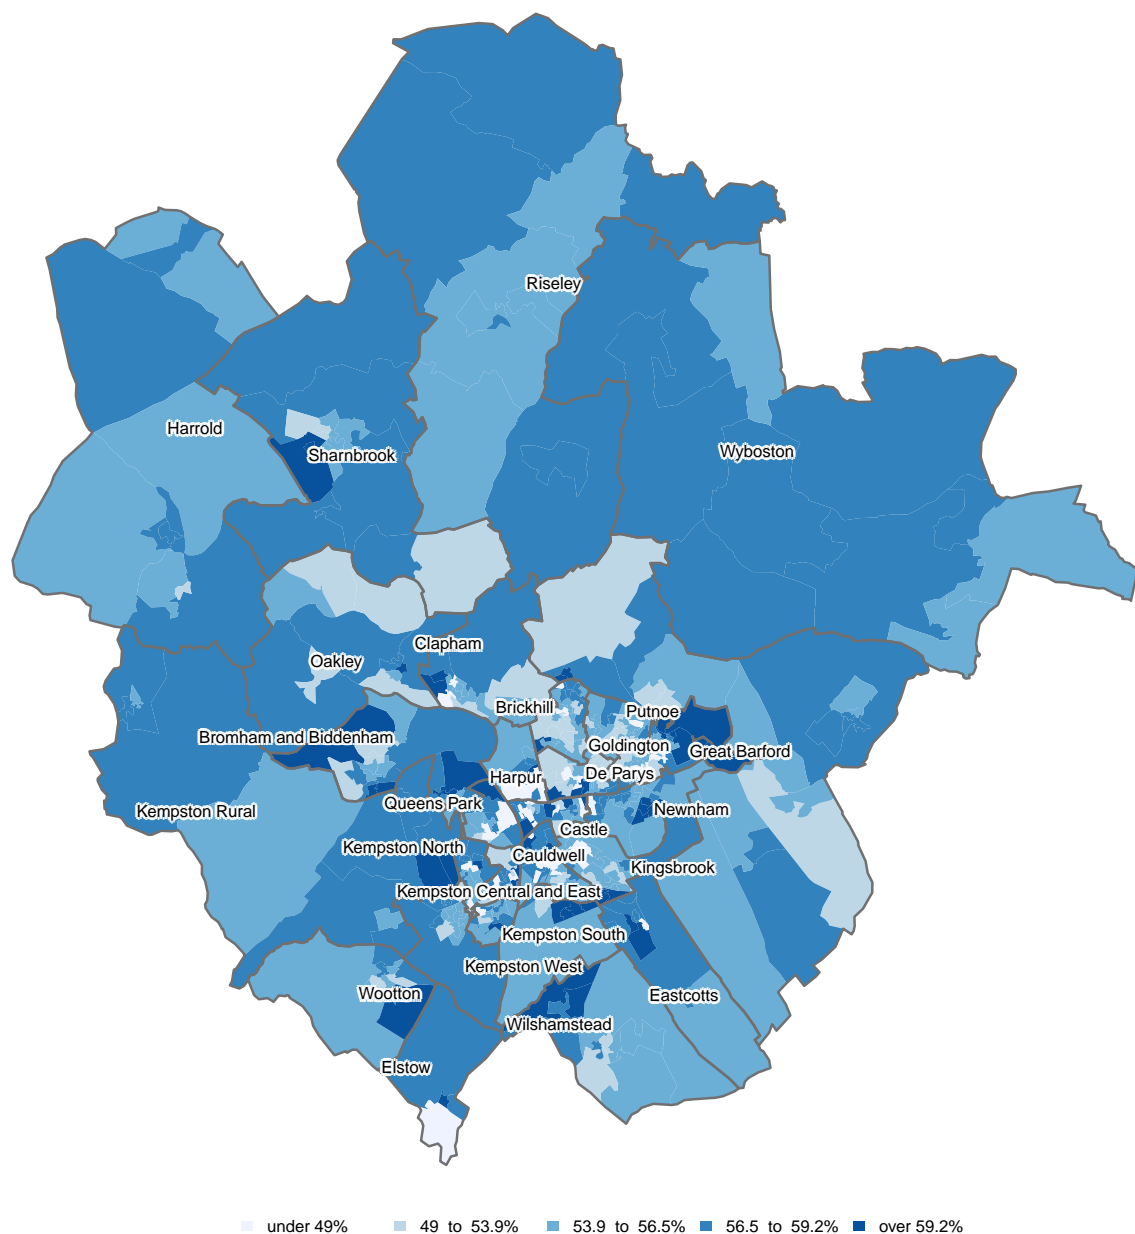 Riseley
Harrold
Sharnbrook
Wyboston
Clapham
Oakley
Brickhill
Putnoe
Bromham and Biddenham
Goldington
Great Barford
Harpur
De Parys
Queens Park
Kempston Rural
Newnham
Castle
Kempston North
Cauldwell
Kingsbrook
Kempston Central and East
Kempston South
Kempston West
Wootton
Eastcotts
Wilshamstead
Elstow
under 49%
49 to 53.9%
53.9 to 56.5%
56.5 to 59.2%
over 59.2%